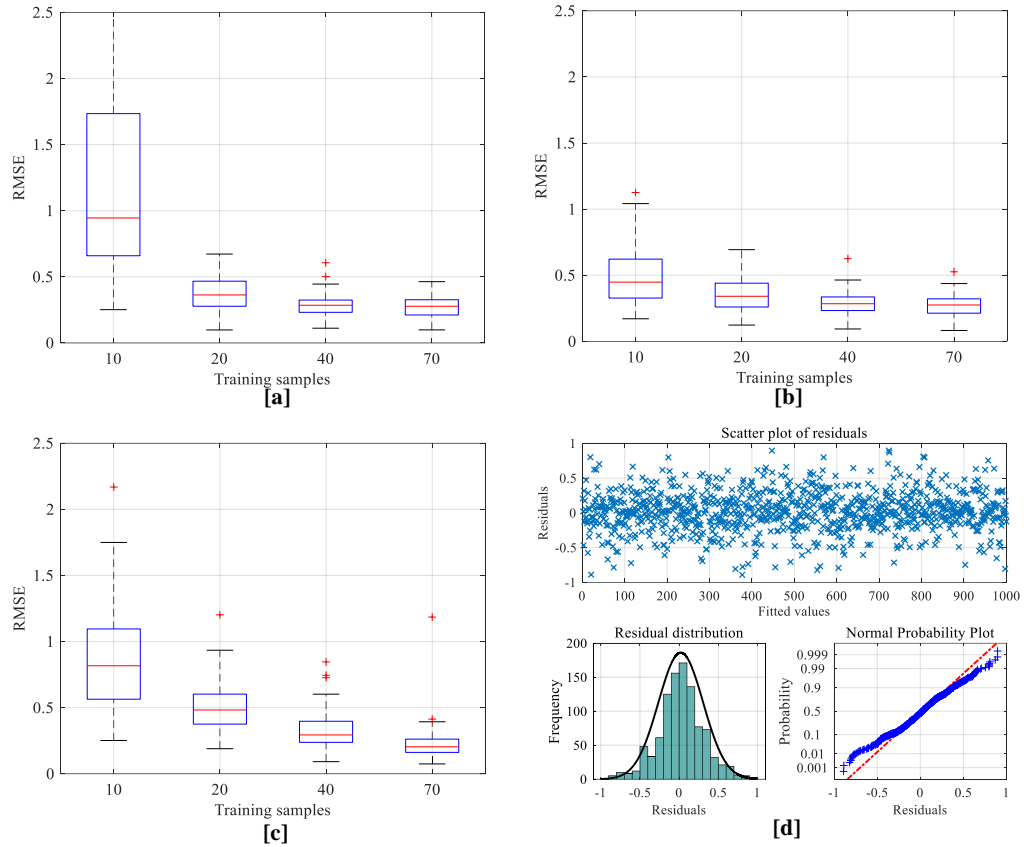 2.5
2
1.5
1
0.5
0
RMSE
10 20 40 70
Training samples
[a]
2.5
2
1.5
1
0.5
0
RMSE
10 20 40 70
Training samples
[b]
2.5
2
1.5
1
0.5
0
RMSE
10 20 40 70
Training samples
[c]
Scatter plot of residuals
1
0.5
0
-0.5
-1
Residuals
0 100 200 300 400 500 600 700 800 900 1000
Fitted values
Residual distribution
200
150
100
50
0
Frequency
-1 -0.5 0 0.5 1
Residuals
Normal Probability Plot
0.999
0.99
0.9
0.5
0.1
0.01
0.001
Probability
-1 -0.5 0 0.5 1
Residuals
[d]